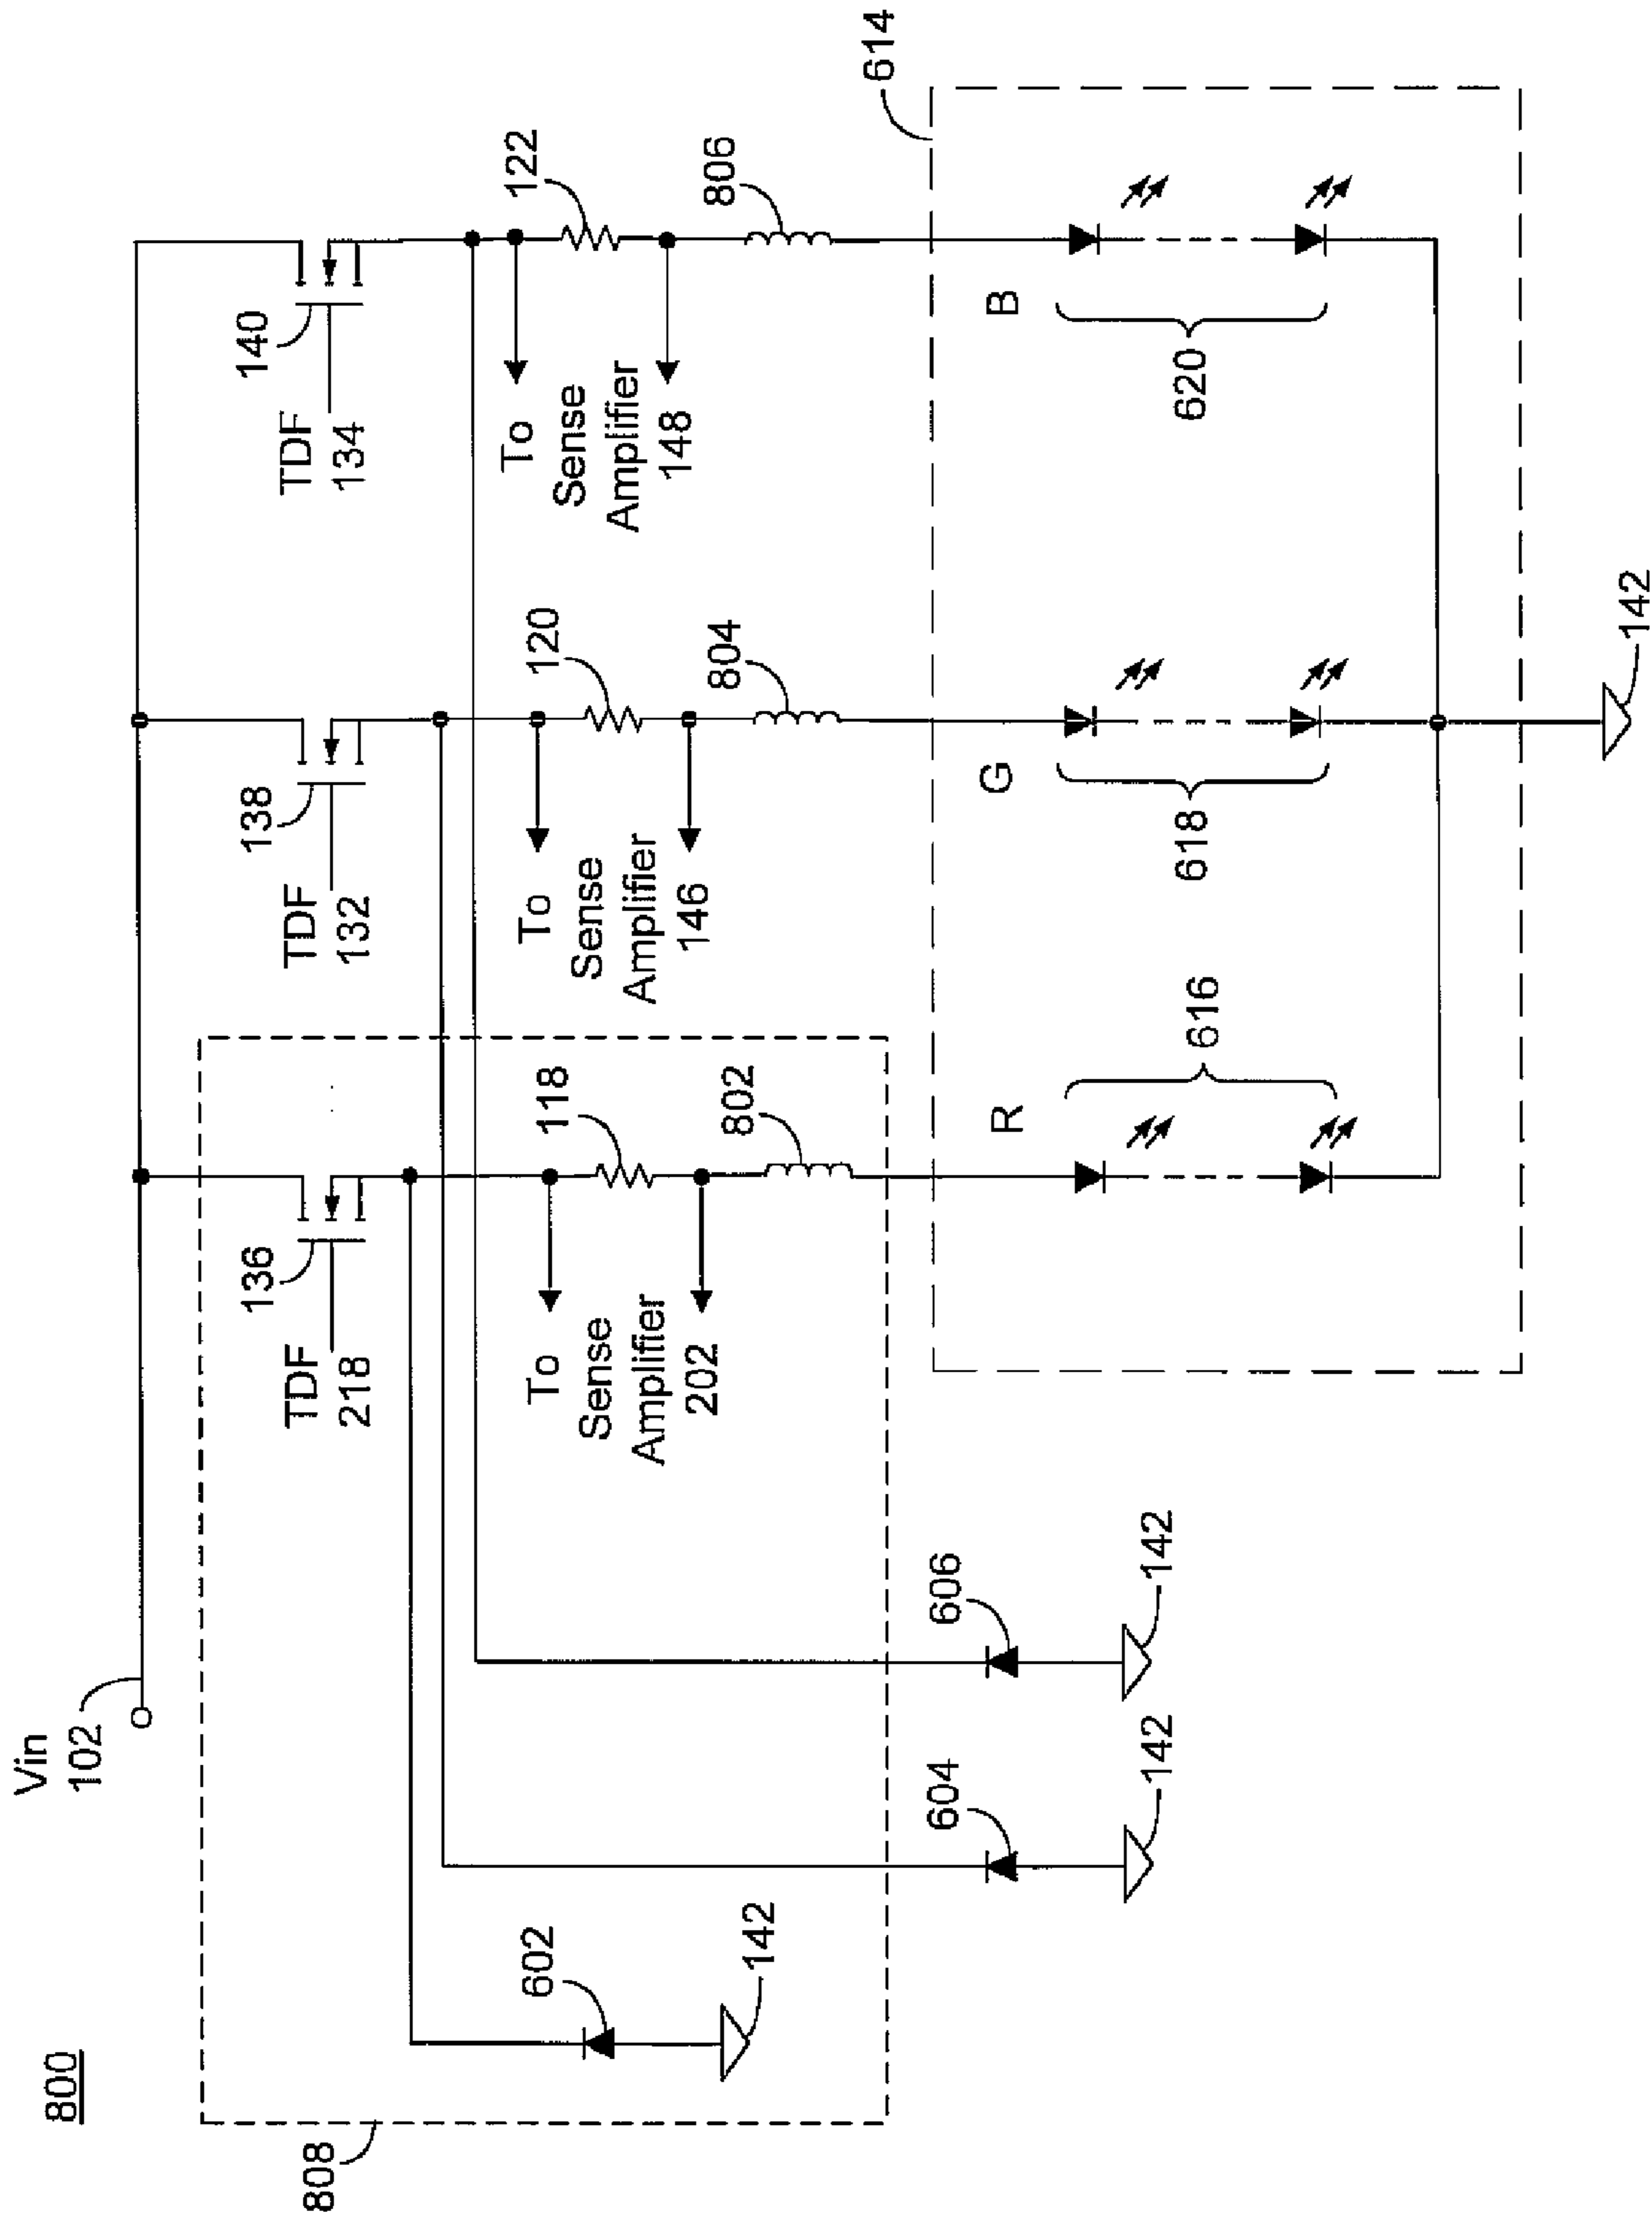 800
Vin
102
808
136
TDF
218
138
TDF
132
140
TDF
134
602
142
118
To
Sense
Amplifier
202
802
120
To
Sense
Amplifier
146
804
122
To
Sense
Amplifier
148
806
604
142
606
142
614
R
616
G
618
B
620
142